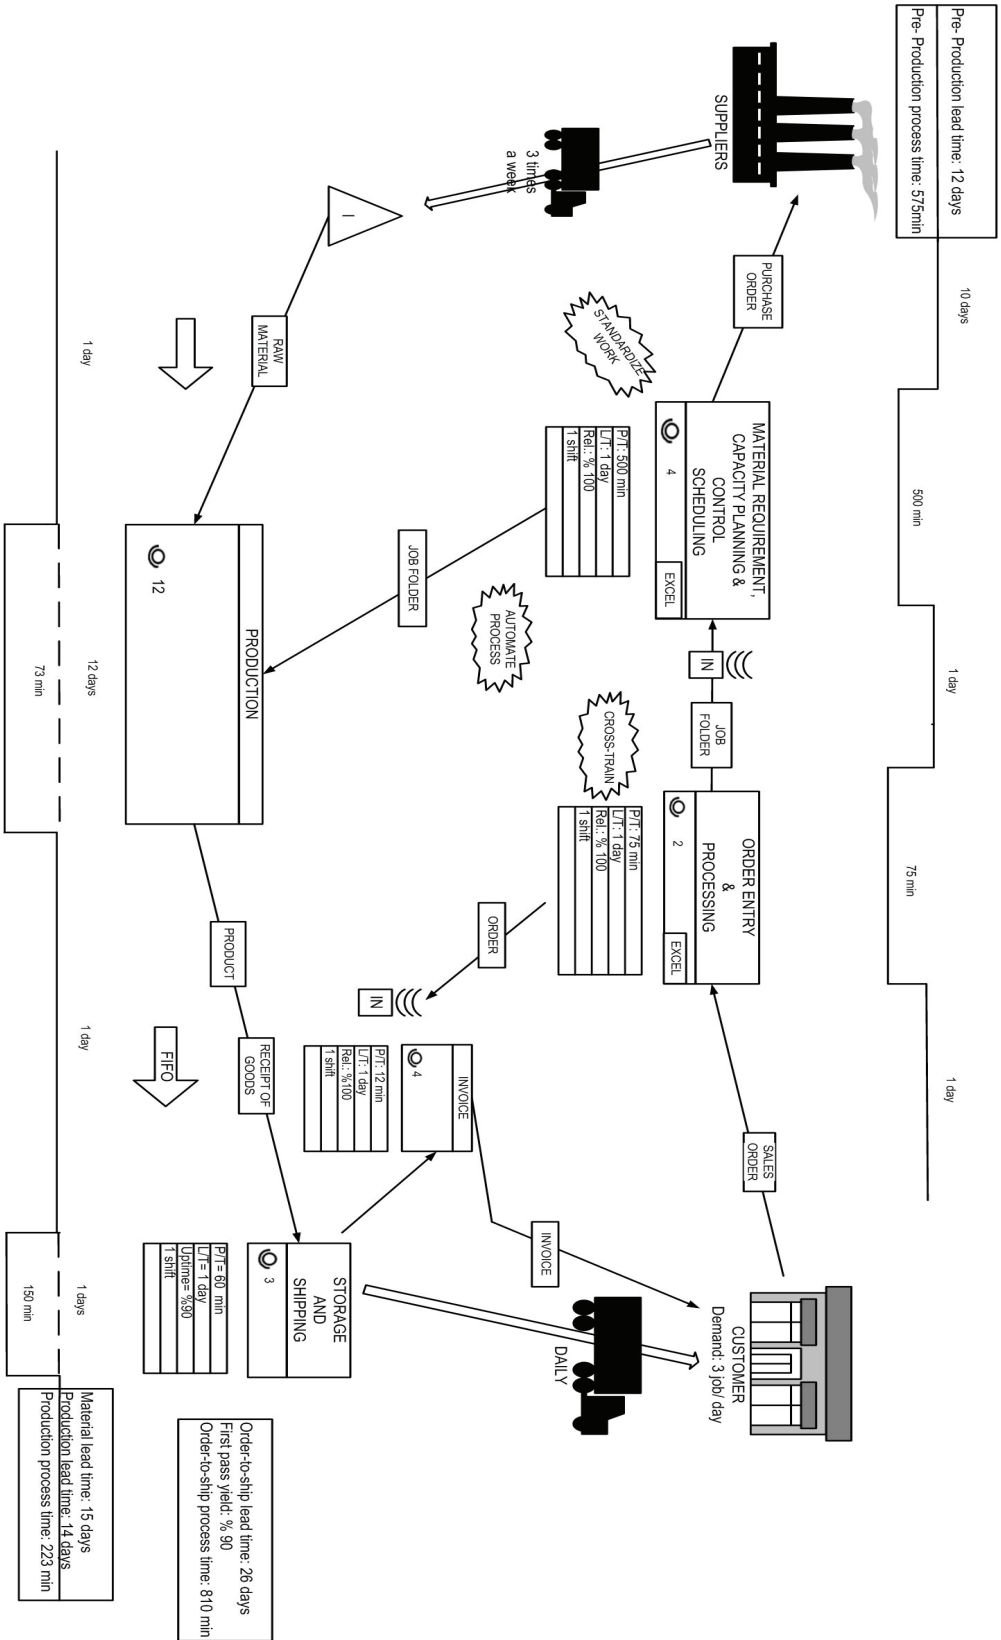 Pre- Production lead time: 12 days
Pre- Production process time: 575min
10 days
500 min
1 day
75 min
1 day
SUPPLIERS
PURCHASE
ORDER
MATERIAL REQUIREMENT,
CAPACITY PLANNING &
CONTROL
SCHEDULING
4
EXCEL
IN
JOB
FOLDER
ORDER ENTRY
&
PROCESSING
2
EXCEL
SALES
ORDER
CUSTOMER
Demand: 3 job/ day
3 times
a week
STANDARDIZE
WORK
P/T: 500 min
L/T: 1 day
Rel.: % 100
1 shift
AUTOMATE
PROCESS
CROSS-TRAIN
P/T: 75 min
L/T: 1 day
Rel.: % 100
1 shift
JOB FOLDER
ORDER
IN
INVOICE
4
P/T: 12 min
L/T: 1 day
Rel.: %100
1 shift
INVOICE
DAILY
I
RAW
MATERIAL
PRODUCTION
12
PRODUCT
RECEIPT OF
GOODS
FIFO
STORAGE
AND
SHIPPING
3
P/T= 60 min
L/T= 1 day
Uptime= %90
1 shift
Order-to-ship lead time: 26 days
First pass yield: % 90
Order-to-ship process time: 810 min
1 day
12 days
73 min
1 day
1 days
150 min
Material lead time: 15 days
Production lead time: 14 days
Production process time: 223 min